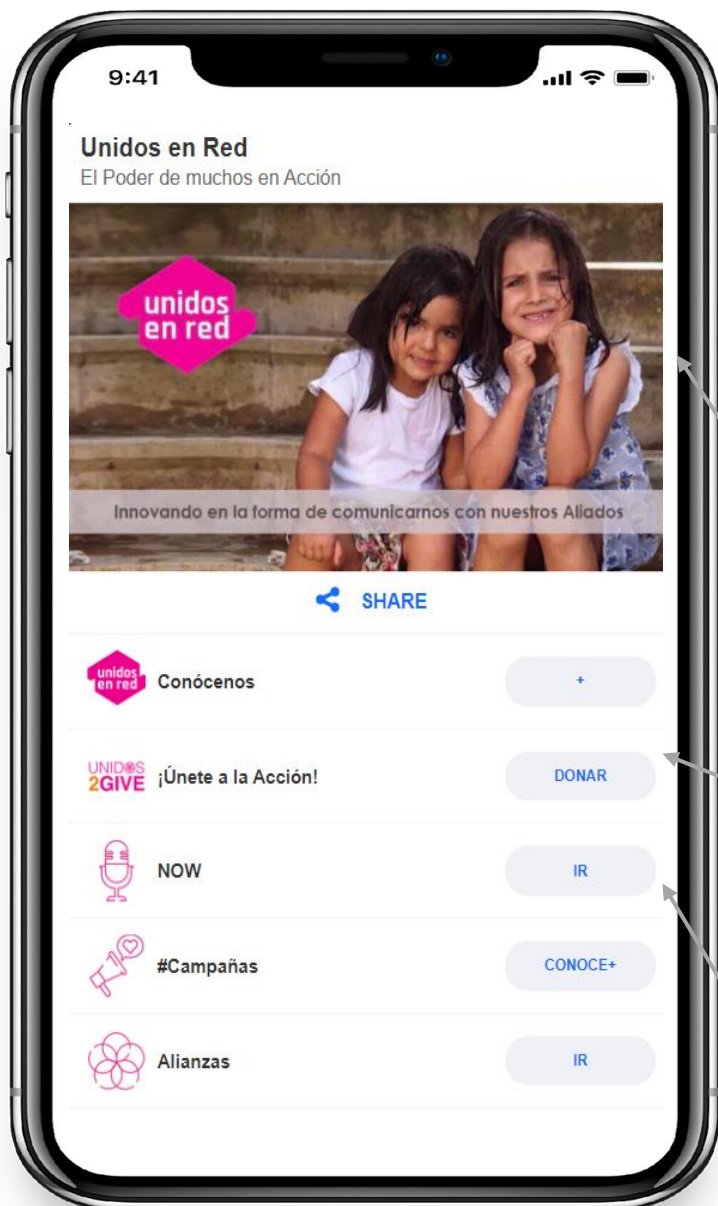 9:41
Unidos en Red
El Poder de muchos en Acción
unidos
en red
Innovando en la forma de comunicarnos con nuestros Aliados
SHARE
unidos
en red
Conócenos
+
UNIDOS
2GIVE
¡Únete a la Acción!
DONAR
NOW
IR
#Campañas
CONOCE+
Alianzas
IR